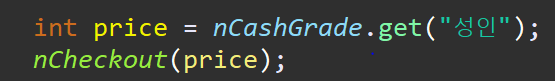 int price = nCashGrade.get("성인");
nCheckout(price);